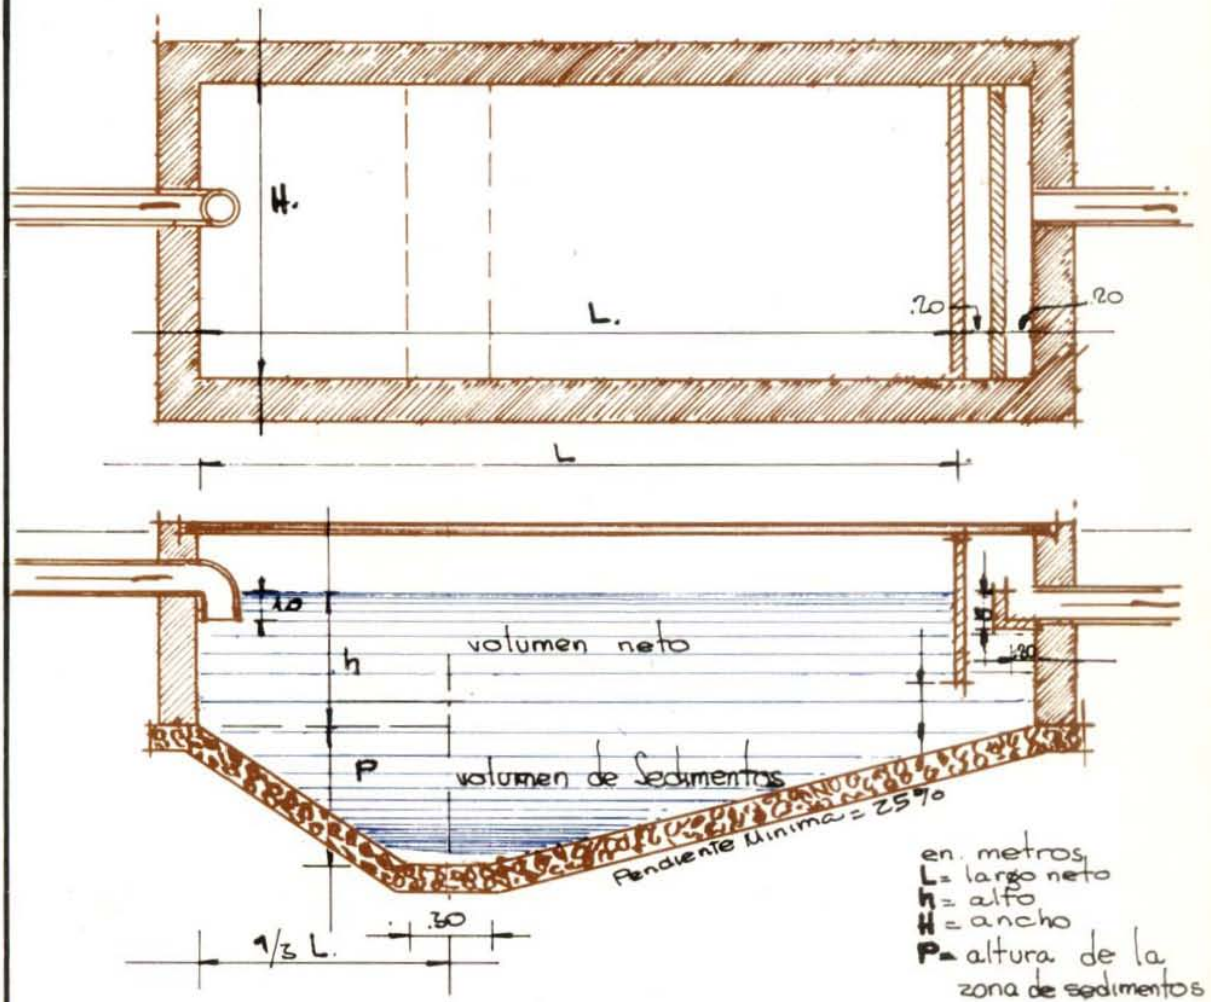 H.
L.
.20
.20
L
10
h
volumen neto
15
.20
P
volumen de Sedimentos
Pendiente Minima = 25%
.30
1/3 L.
en metros
L= largo neto
h= alto
H= ancho
P= altura de la
zona de sedimentos